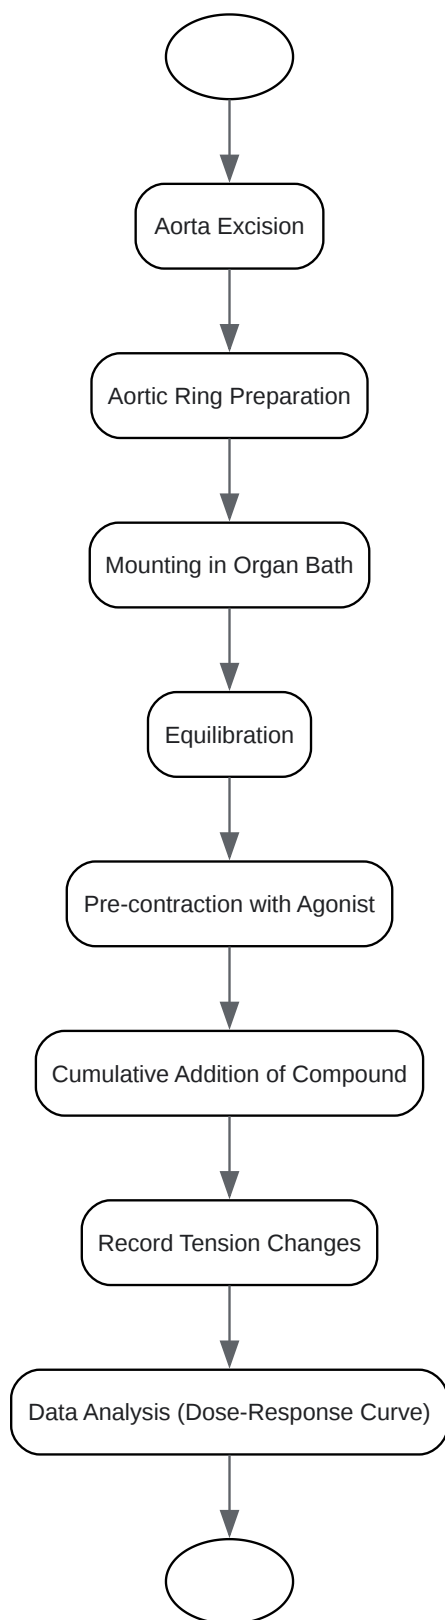 Aorta Excision
Aortic Ring Preparation
Mounting in Organ Bath
Equilibration
Pre-contraction with Agonist
Cumulative Addition of Compound
Record Tension Changes
Data Analysis (Dose-Response Curve)